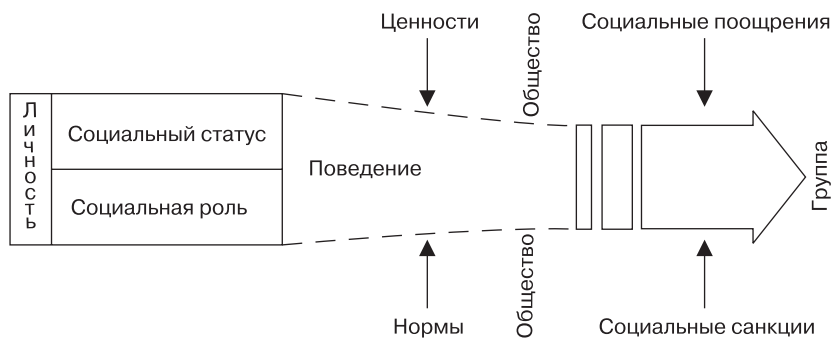 Ценности
Социальные поощрения
Общество
Личность
Социальный статус
Поведение
Социальная роль
Группа
Общество
Нормы
Социальные санкции